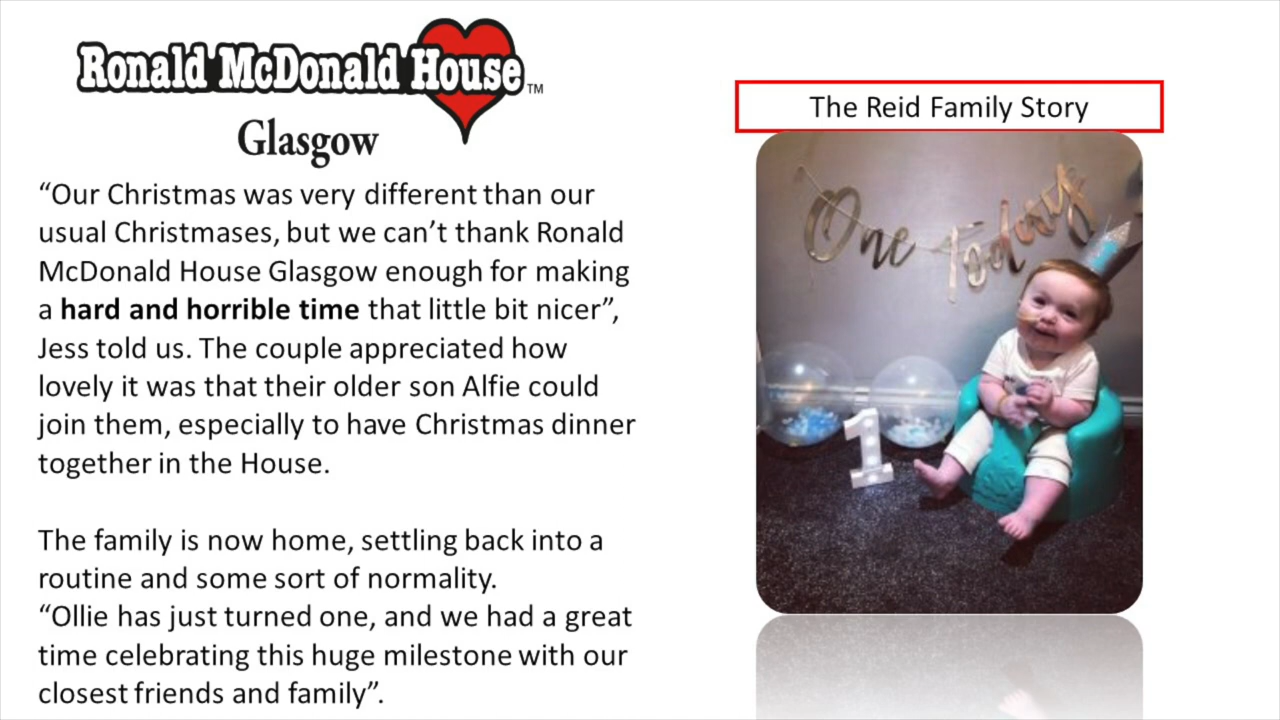 Ronald McDonald House TM
Glasgow
“Our Christmas was very different than our
usual Christmases, but we can’t thank Ronald
McDonald House Glasgow enough for making
a hard and horrible time that little bit nicer”,
Jess told us. The couple appreciated how
lovely it was that their older son Alfie could
join them, especially to have Christmas dinner
together in the House.
The family is now home, settling back into a
routine and some sort of normality.
“Ollie has just turned one, and we had a great
time celebrating this huge milestone with our
closest friends and family”.
The Reid Family Story
One Today
1